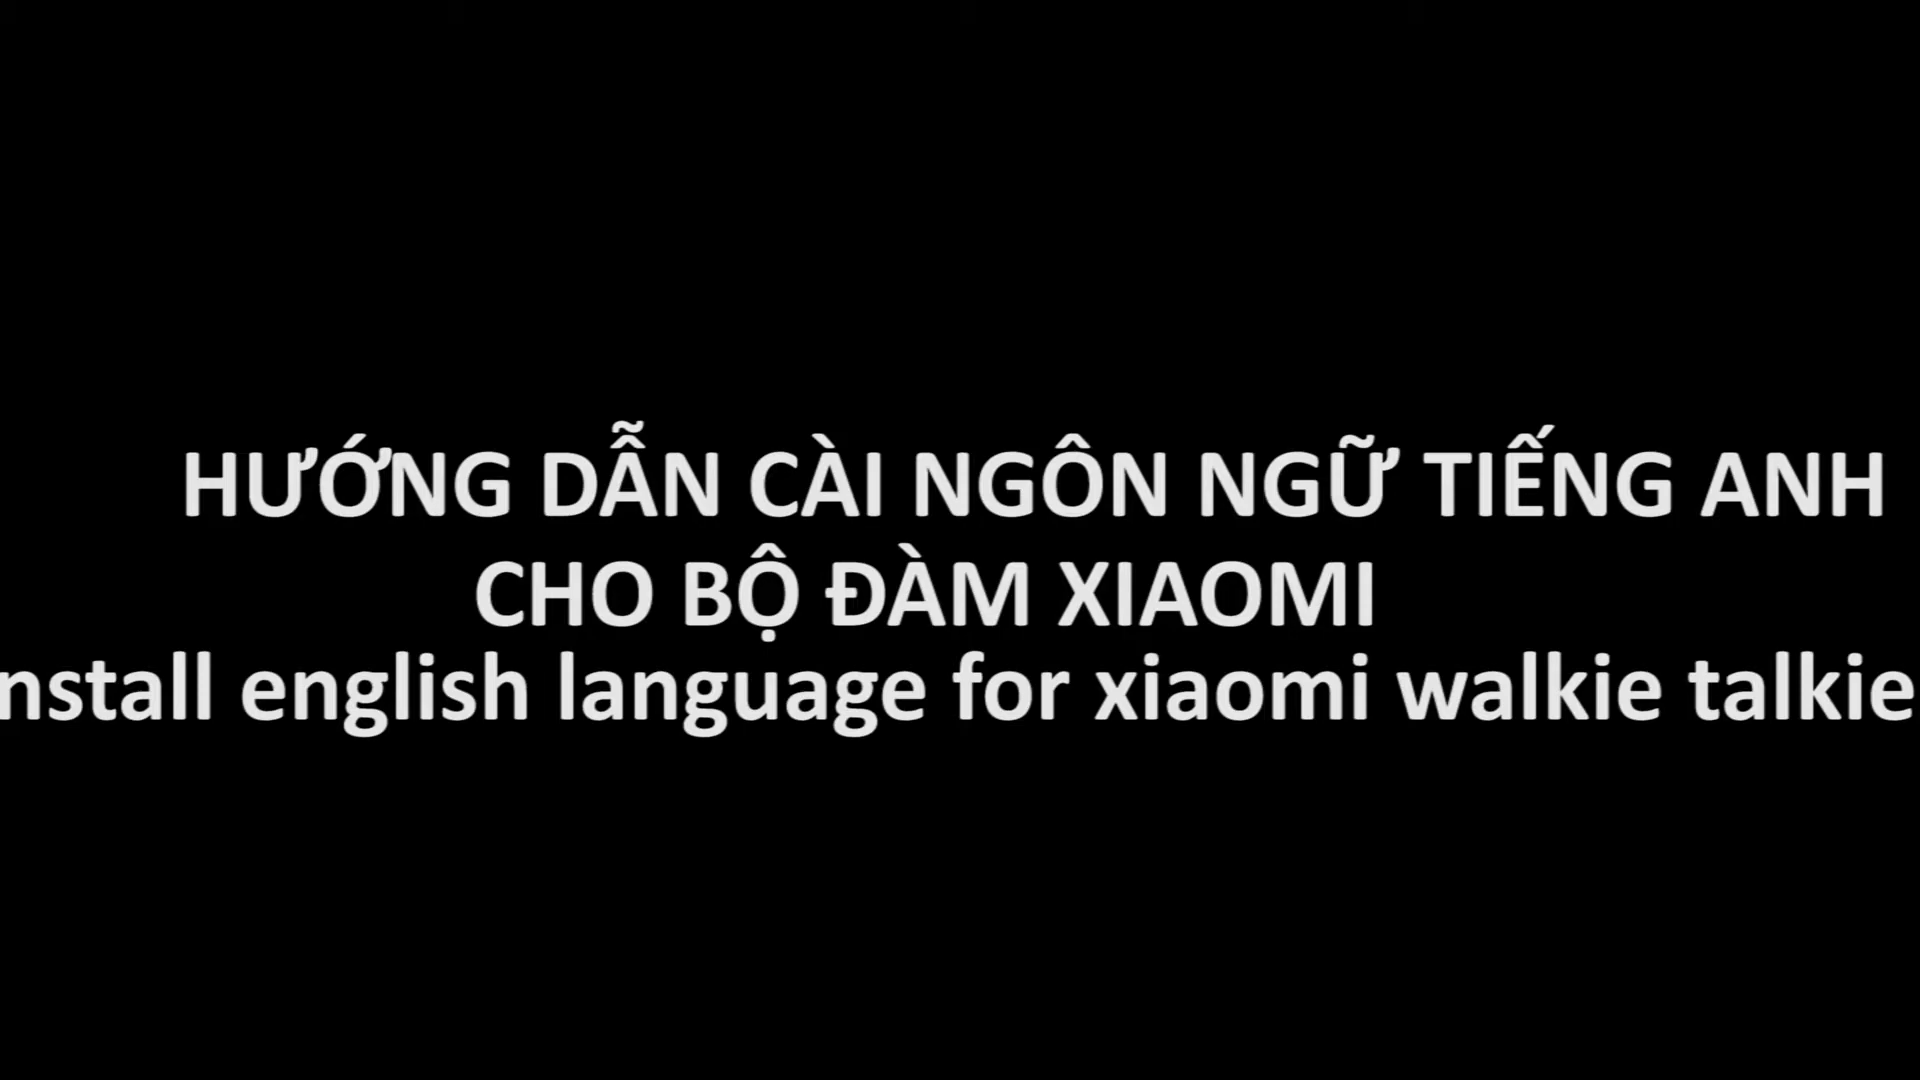 HƯỚNG DẪN CÀI NGÔN NGỮ TIẾNG ANH
CHO BỘ ĐÀM XIAOMI
nstall english language for xiaomi walkie talkie